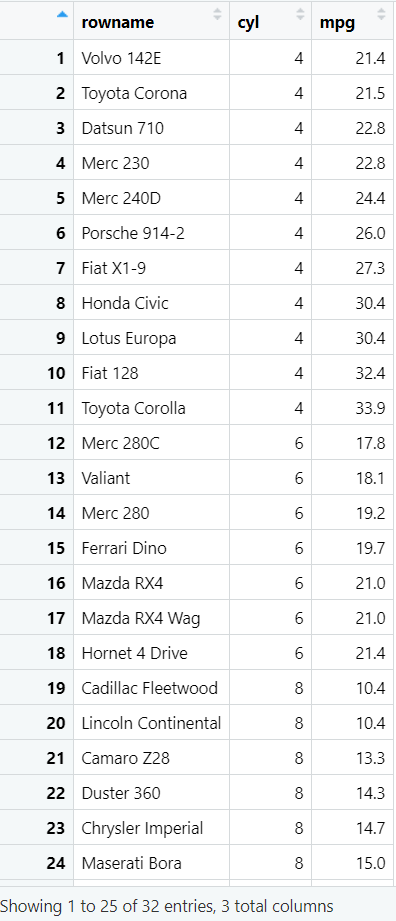 rowname cyl mpg
1 Volvo 142E 4 21.4
2 Toyota Corona 4 21.5
3 Datsun 710 4 22.8
4 Merc 230 4 22.8
5 Merc 240D 4 24.4
6 Porsche 914-2 4 26.0
7 Fiat X1-9 4 27.3
8 Honda Civic 4 30.4
9 Lotus Europa 4 30.4
10 Fiat 128 4 32.4
11 Toyota Corolla 4 33.9
12 Merc 280C 6 17.8
13 Valiant 6 18.1
14 Merc 280 6 19.2
15 Ferrari Dino 6 19.7
16 Mazda RX4 6 21.0
17 Mazda RX4 Wag 6 21.0
18 Hornet 4 Drive 6 21.4
19 Cadillac Fleetwood 8 10.4
20 Lincoln Continental 8 10.4
21 Camaro Z28 8 13.3
22 Duster 360 8 14.3
23 Chrysler Imperial 8 14.7
24 Maserati Bora 8 15.0
Showing 1 to 25 of 32 entries, 3 total columns